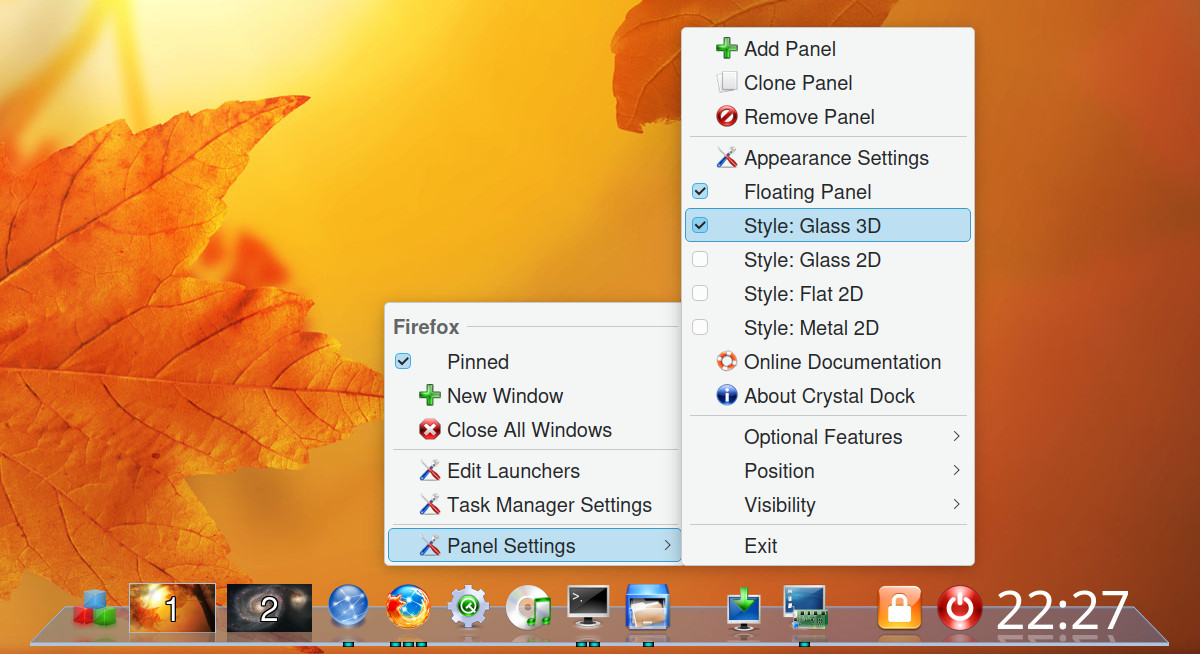 Add Panel
Clone Panel
Remove Panel
Appearance Settings
Floating Panel
Style: Glass 3D
Style: Glass 2D
Style: Flat 2D
Style: Metal 2D
Online Documentation
About Crystal Dock
Optional Features
Position
Visibility
Exit
Firefox
Pinned
New Window
Close All Windows
Edit Launchers
Task Manager Settings
Panel Settings
1
2
>_
22:27